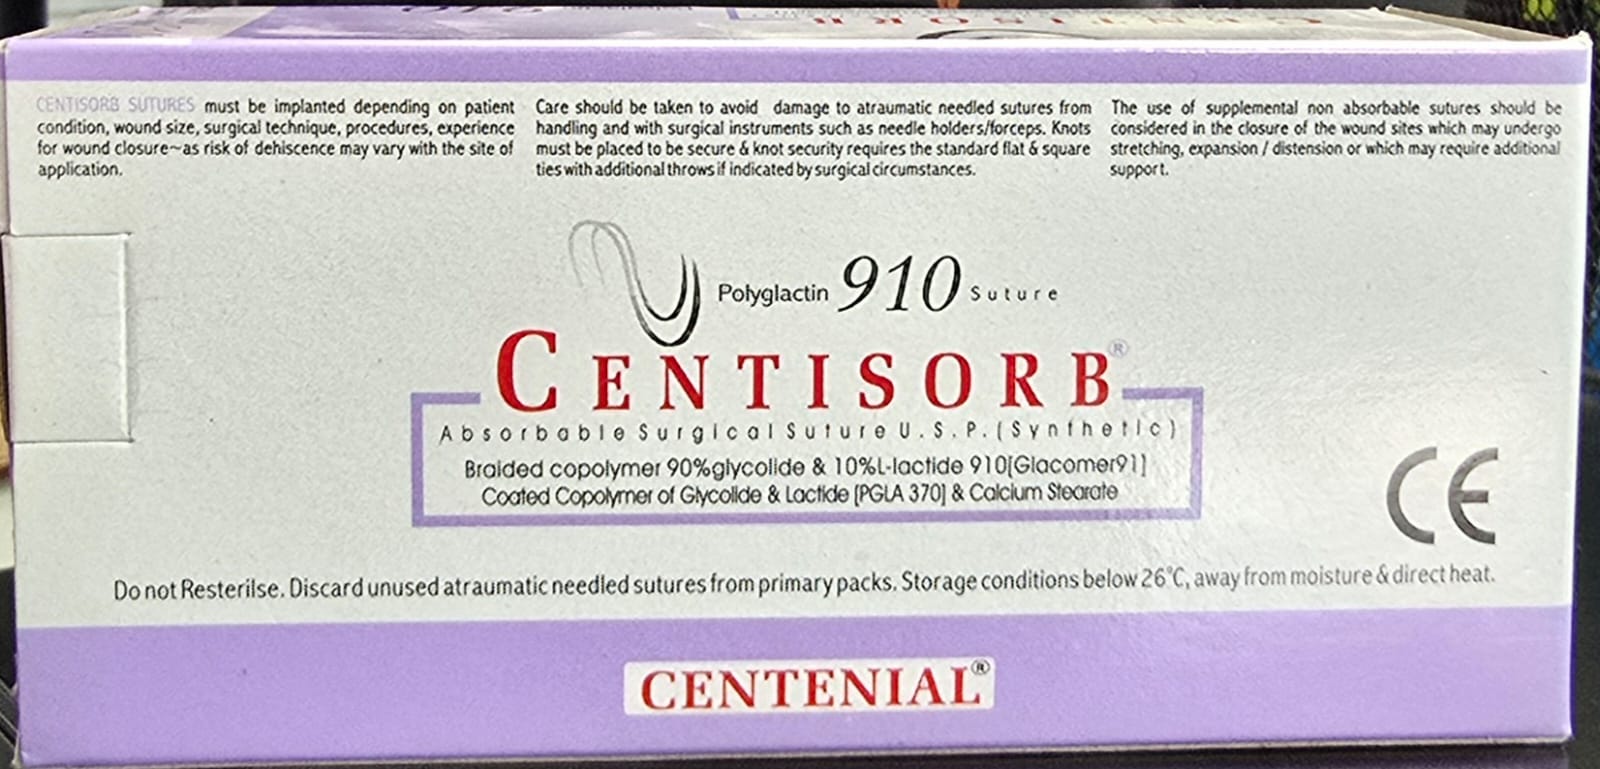 CENTISORB
CENTISORB SUTURES must be implanted depending on patient
condition, wound size, surgical technique, procedures, experience
for wound closure~as risk of dehiscence may vary with the site of
application.
Care should be taken to avoid damage to atraumatic needled sutures from
handling and with surgical instruments such as needle holders/forceps. Knots
must be placed to be secure & knot security requires the standard flat & square
ties with additional throws if indicated by surgical circumstances.
The use of supplemental non absorbable sutures should be
considered in the closure of the wound sites which may undergo
stretching, expansion / distension or which may require additional
support.
Polyglactin 910 Suture
CENTISORB®
Absorbable Surgical Suture U.S.P. (Synthetic)
Braided copolymer 90%glycolide & 10%L-lactide 910[Glacomer91]
Coated Copolymer of Glycolide & Lactide [PGLA 370] & Calcium Stearate
CE
Do not Resterilse. Discard unused atraumatic needled sutures from primary packs. Storage conditions below 26°C, away from moisture & direct heat.
CENTENIAL®